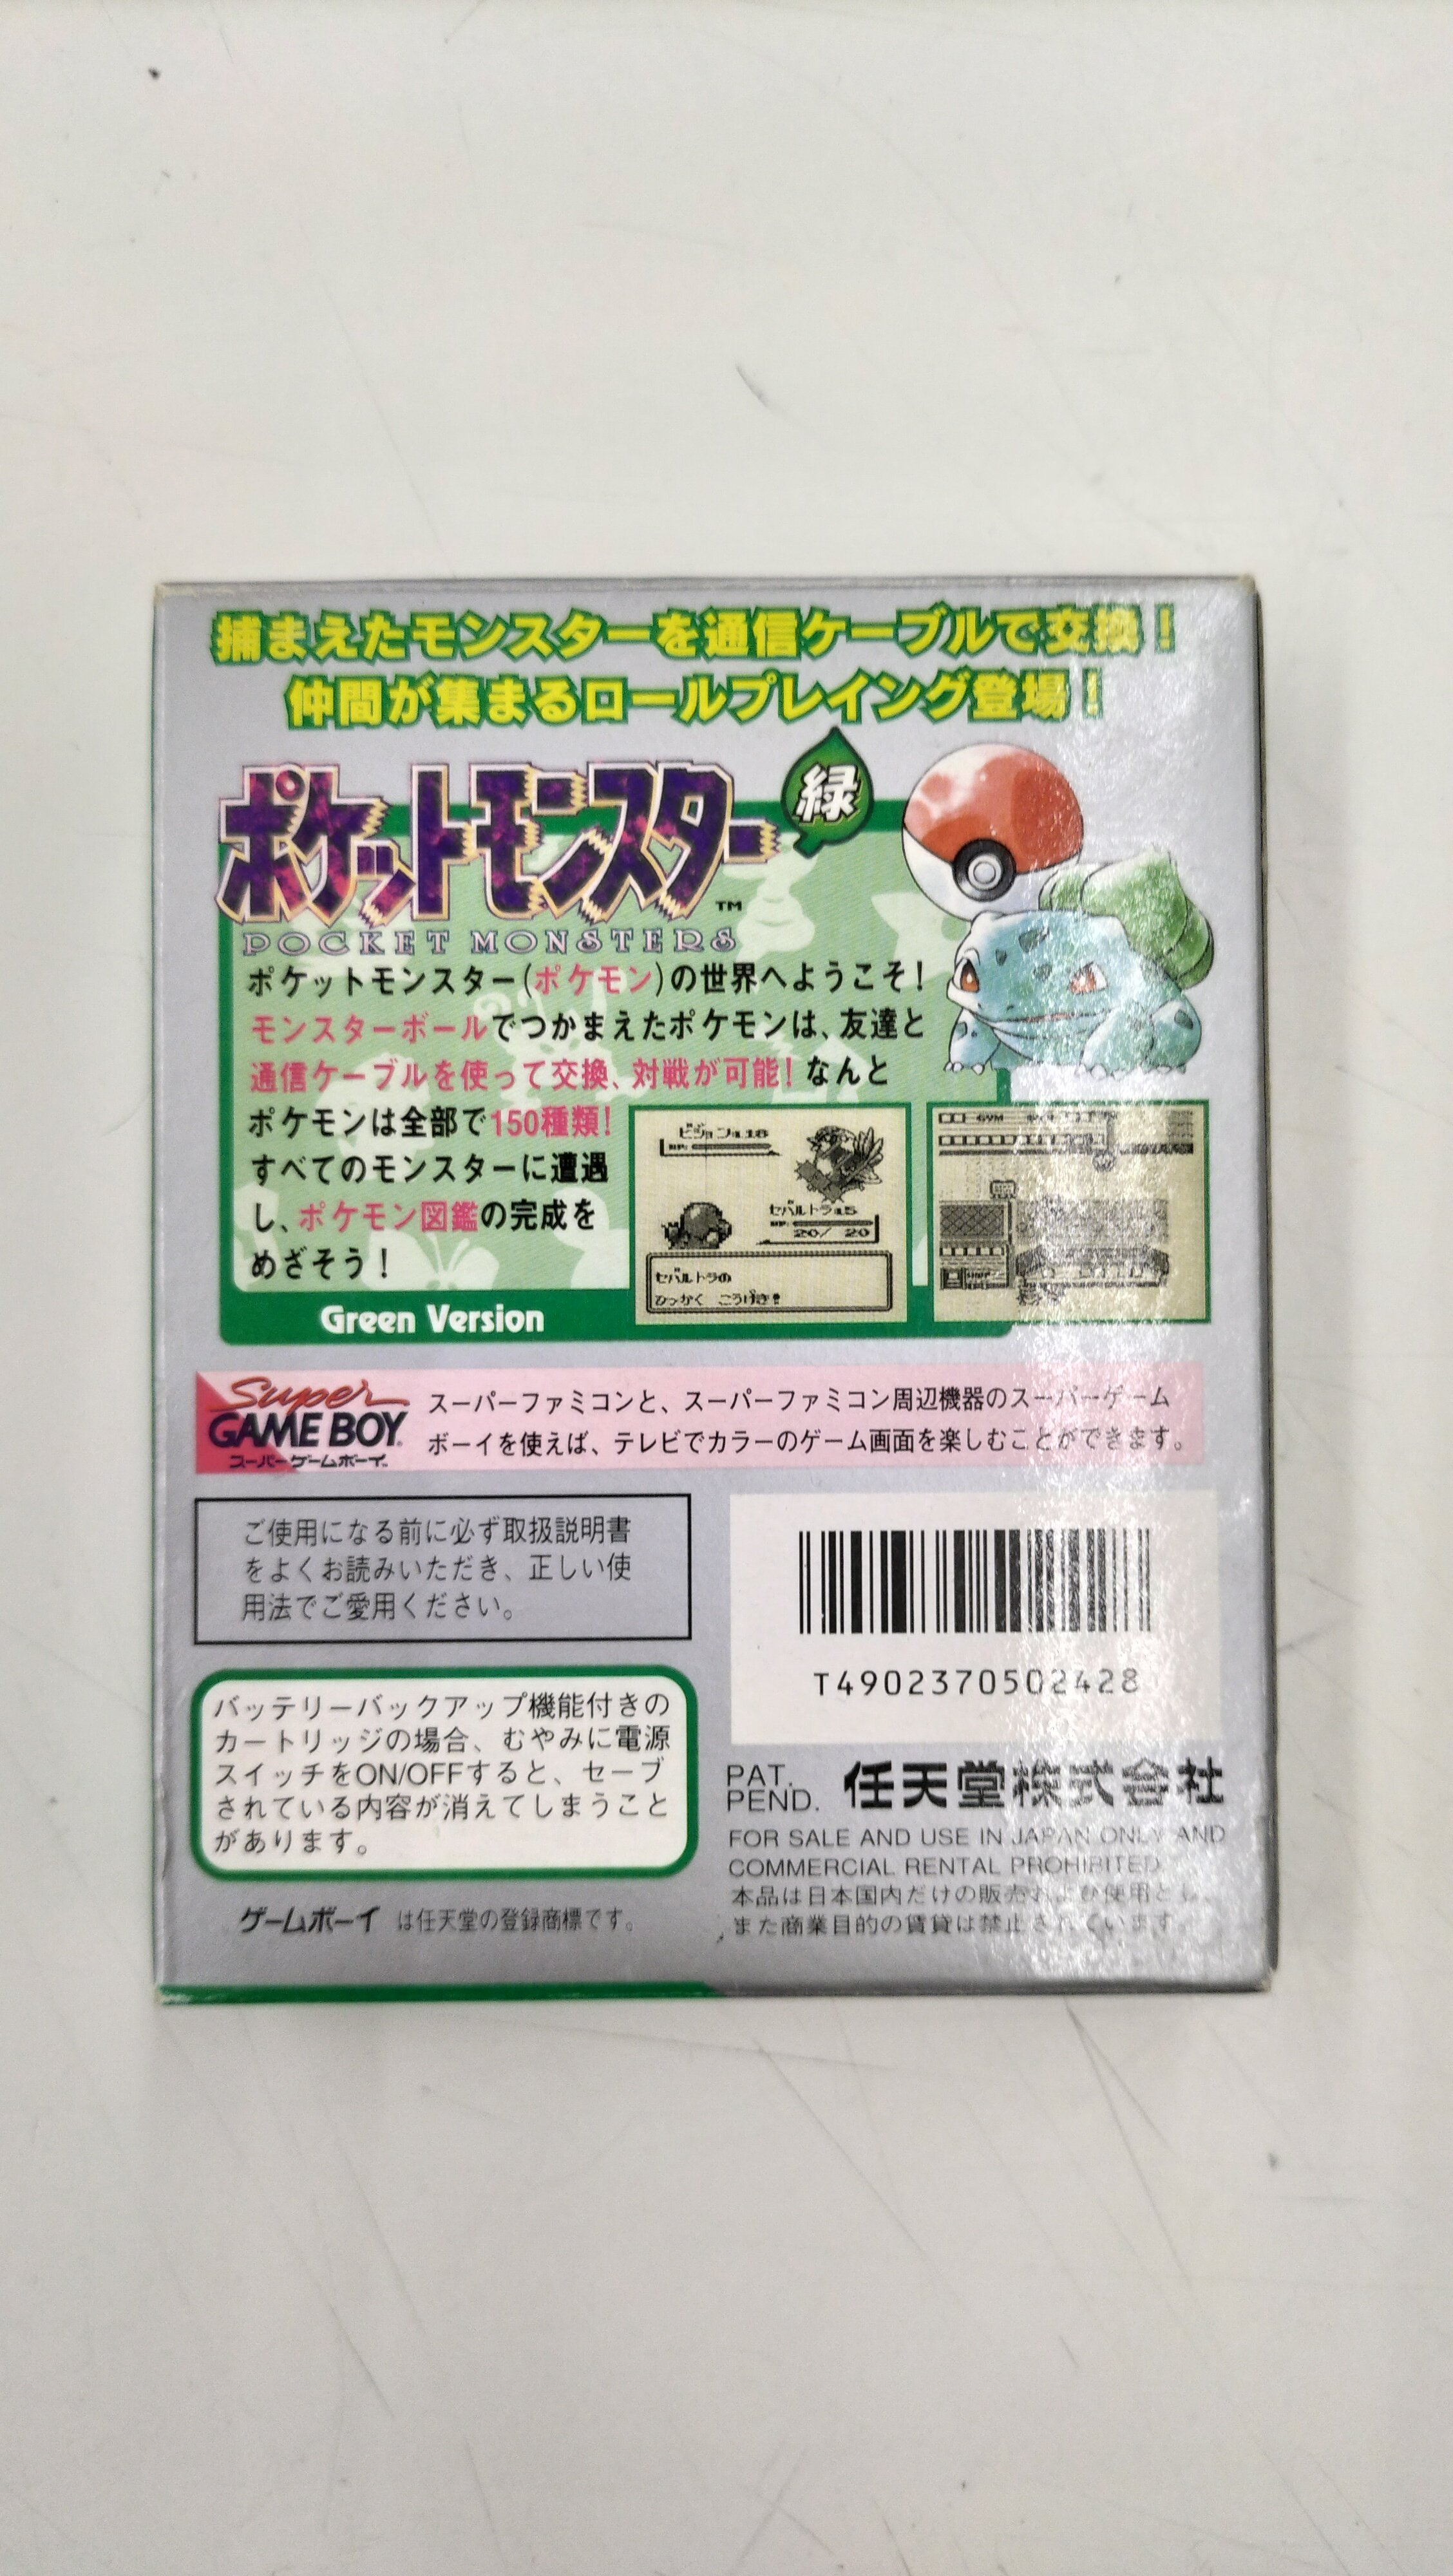 捕まえたモンスターを通信ケーブルで交換！
仲間が集まるロールプレイング登場！
ポケットモンスター 緑
TM
POCKET MONSTERS
ポケットモンスター(ポケモン)の世界へようこそ！
モンスターボールでつかまえたポケモンは、友達と
通信ケーブルを使って交換、対戦が可能！なんと
ポケモンは全部で150種類！
すべてのモンスターに遭遇
し、ポケモン図鑑の完成を
めざそう！
20/ 20
セバルトラの
ひっかく こうげき！
GYM
Green Version
Super
GAME BOY
スーパーゲームボーイ
スーパーファミコンと、スーパーファミコン周辺機器のスーパーゲーム
ボーイを使えば、テレビでカラーのゲーム画面を楽しむことができます。
ご使用になる前に必ず取扱説明書
をよくお読みいただき、正しい使
用法でご愛用ください。
T4902370502428
バッテリーバックアップ機能付きの
カートリッジの場合、むやみに電源
スイッチをON/OFFすると、セーブ
されている内容が消えてしまうこと
があります。
PAT.
PEND. 任天堂株式会社
FOR SALE AND USE IN JAPAN ONLY AND
COMMERCIAL RENTAL PROHIBITED.
本品は日本国内だけの販売および使用とし、
また商業目的の賃貸は禁止されています。
ゲームボーイ は任天堂の登録商標です。